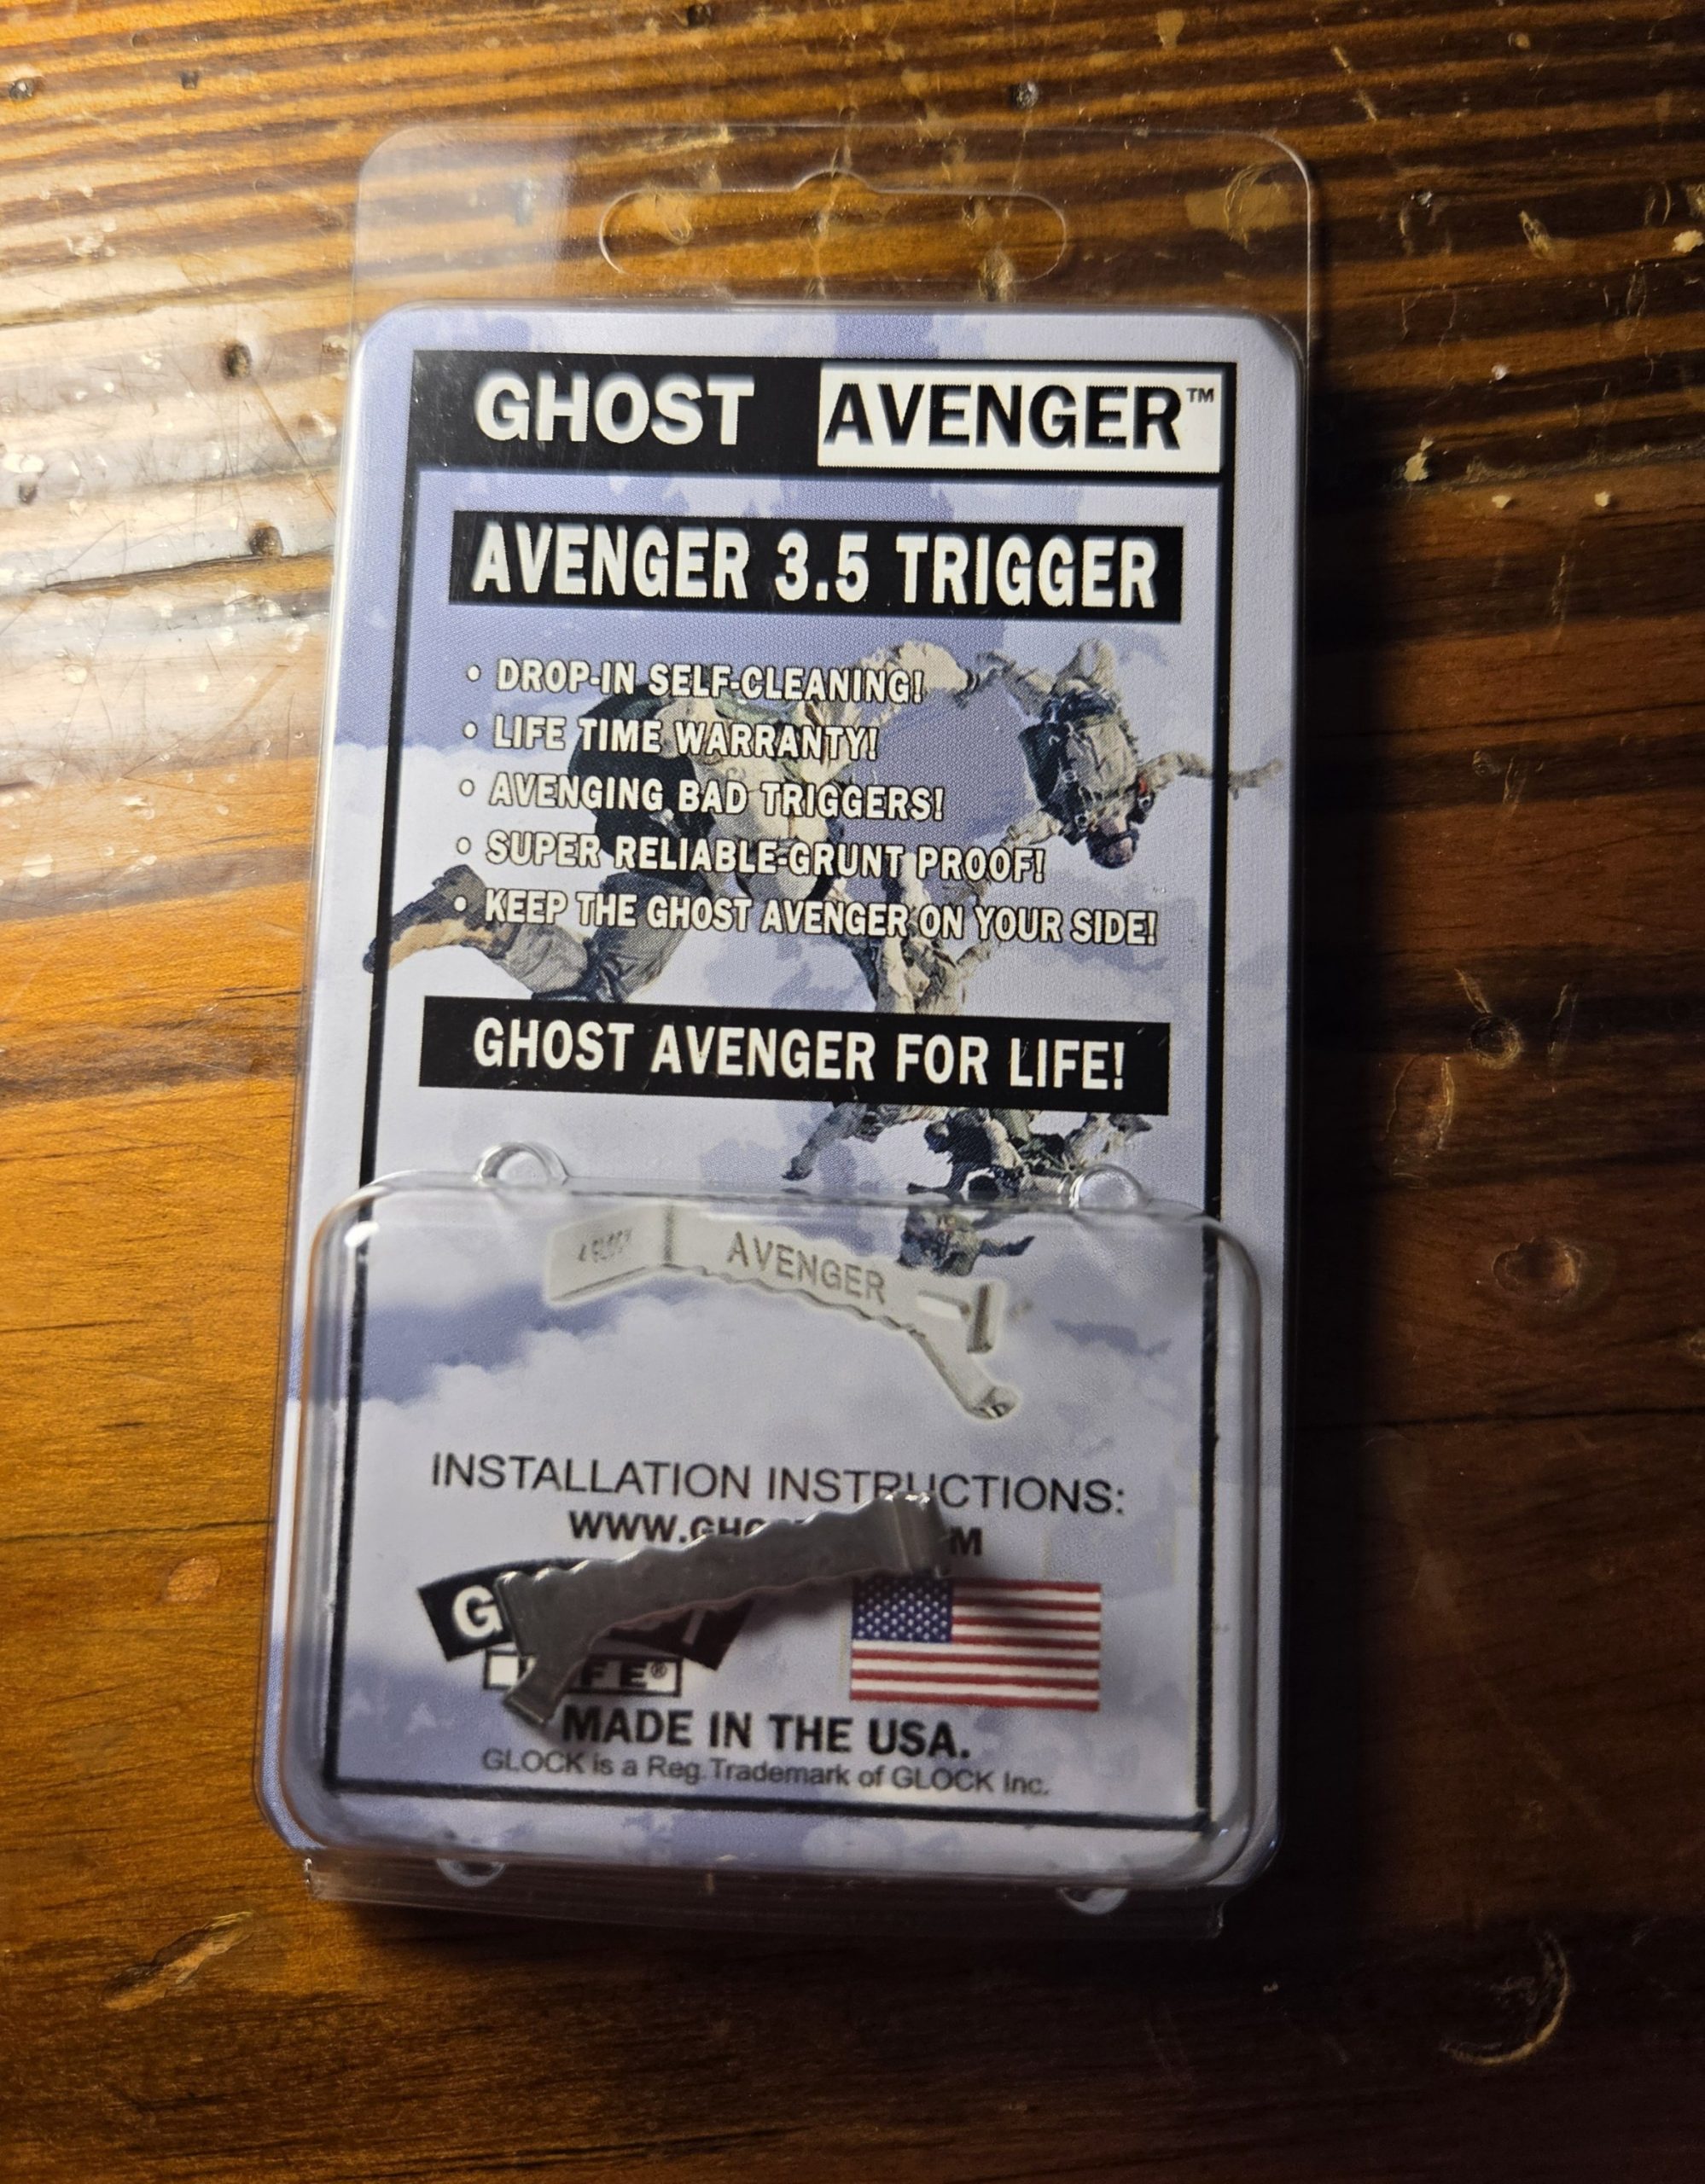 GHOST AVENGER™
AVENGER 3.5 TRIGGER
• DROP-IN SELF-CLEANING!
• LIFE TIME WARRANTY!
• AVENGING BAD TRIGGERS!
• SUPER RELIABLE-GRUNT PROOF!
• KEEP THE GHOST AVENGER ON YOUR SIDE!
GHOST AVENGER FOR LIFE!
AVENGER
INSTALLATION INSTRUCTIONS:
MADE IN THE USA.
GLOCK is a Reg.Trademark of GLOCK Inc.